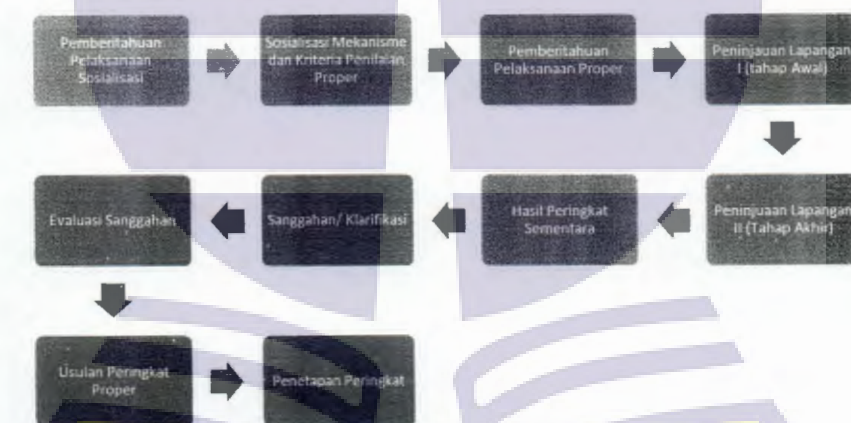 Pemberitahuan
Pelaksanaan
Sosialisasi
Sosialisasi Mekanisme
dan Kriteria Penilaian
Proper
Pemberitahuan
Pelaksanaan Proper
Peninjauan Lapangan
I (tahap Awal)
Peninjuaan Lapangan
II (Tahap Akhir)
Hasil Peringkat
Sementara
Sanggahan/ Klarifikasi
Evaluasi Sanggahan
Usulan Peringkat
Proper
Penetapan Peringkat